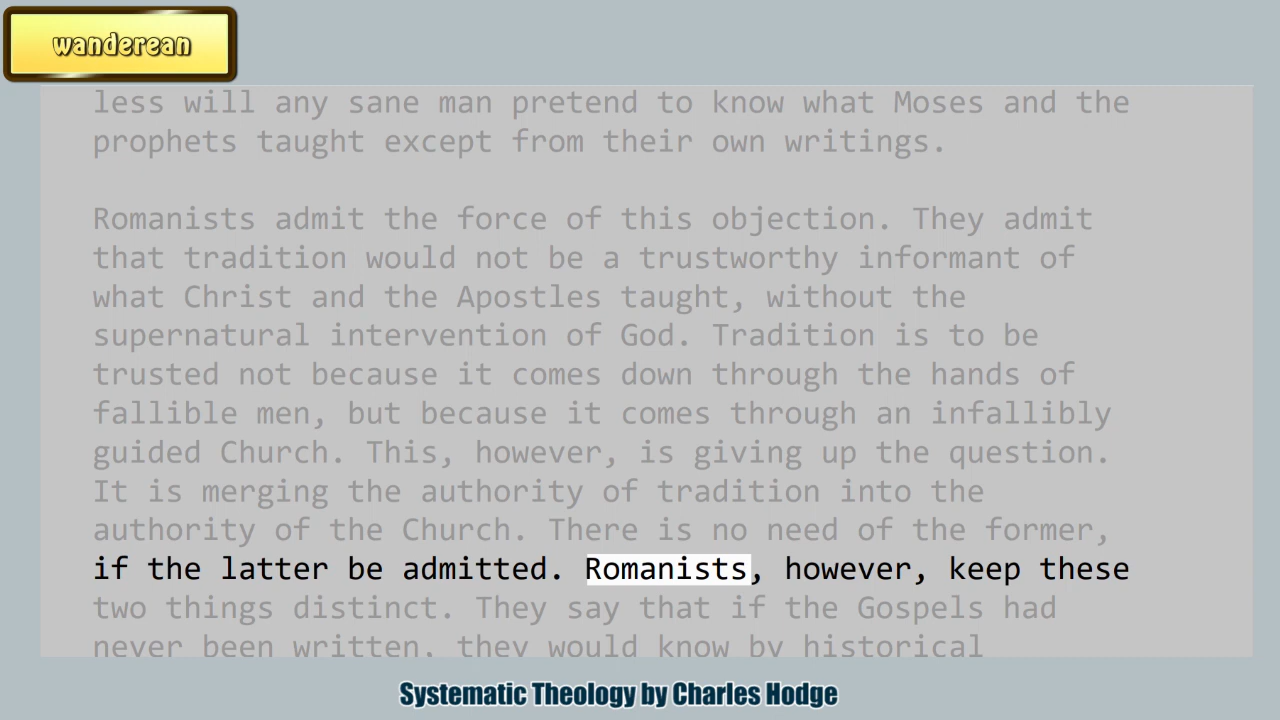 wanderean
less will any sane man pretend to know what Moses and the
prophets taught except from their own writings.
Romanists admit the force of this objection. They admit
that tradition would not be a trustworthy informant of
what Christ and the Apostles taught, without the
supernatural intervention of God. Tradition is to be
trusted not because it comes down through the hands of
fallible men, but because it comes through an infallibly
guided Church. This, however, is giving up the question.
It is merging the authority of tradition into the
authority of the Church. There is no need of the former,
if the latter be admitted. Romanists, however, keep these
two things distinct. They say that if the Gospels had
never been written, they would know by historical
Systematic Theology by Charles Hodge